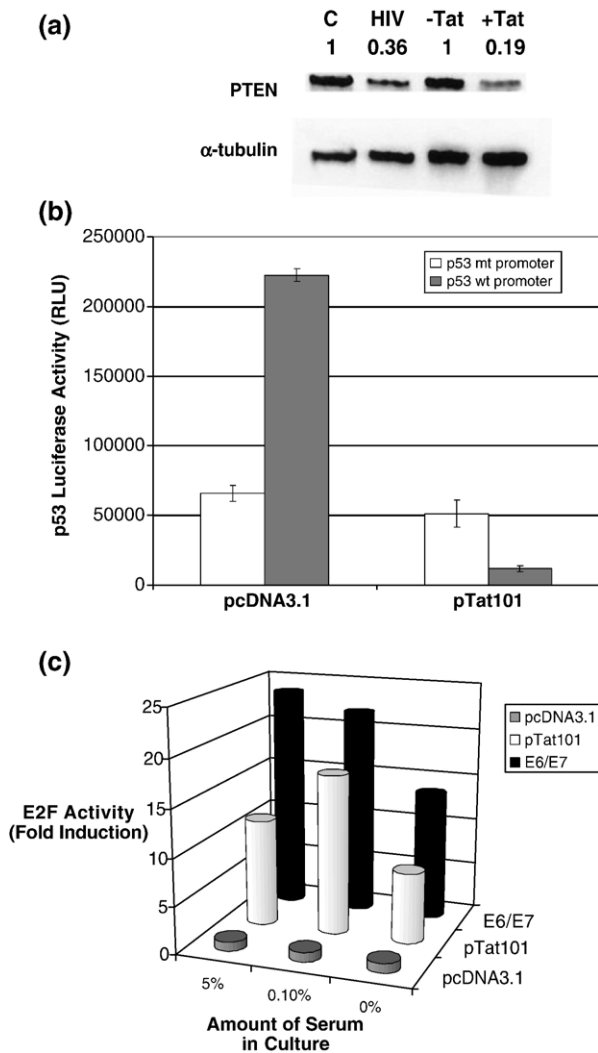 (a)
C HIV -Tat +Tat
1 0.36 1 0.19
PTEN
α-tubulin
(b)
250000
200000
150000
100000
50000
0
p53 Luciferase Activity (RLU)
p53 mt promoter
p53 wt promoter
pcDNA3.1 pTat101
(c)
25
20
15
10
5
0
E2F Activity
(Fold Induction)
pcDNA3.1
pTat101
E6/E7
E6/E7
pTat101
pcDNA3.1
5% 0.10% 0%
Amount of Serum
in Culture